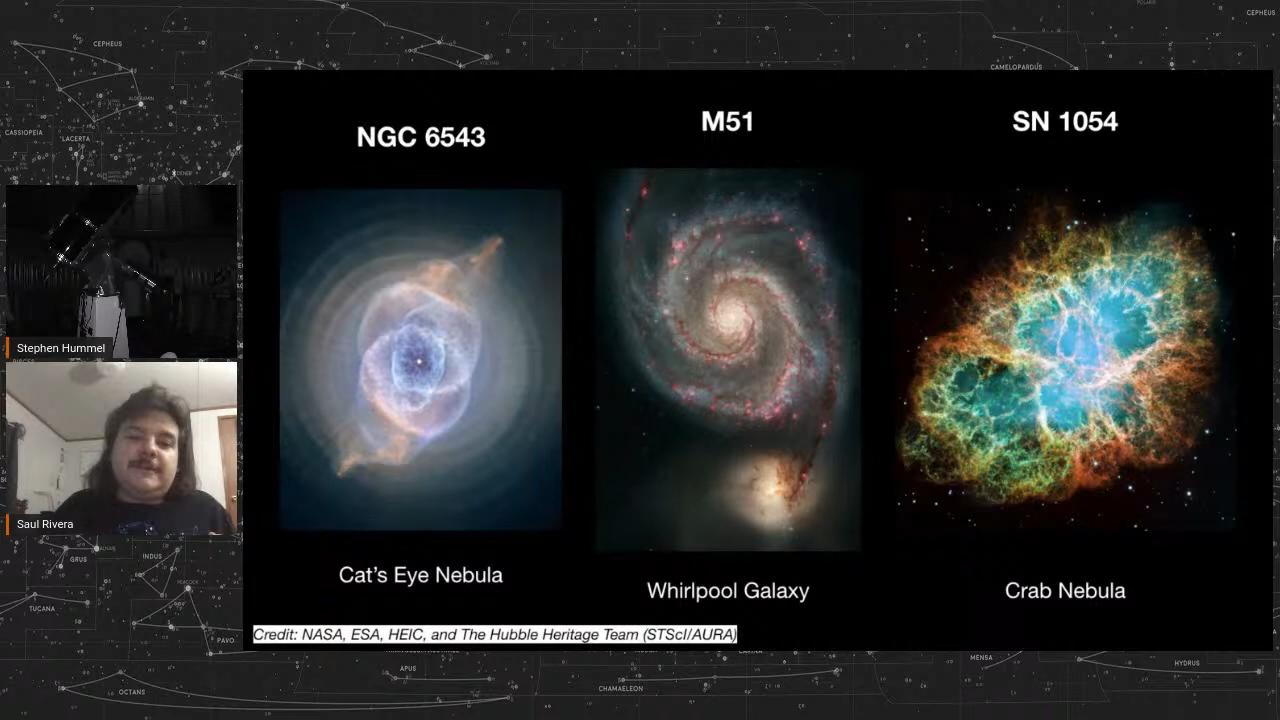 CEPHEUS
CEPHEUS
CAMELOPARDUS
CASSIOPEIA
LACERTA
M51
SN 1054
NGC 6543
Stephen Hummel
Saul Rivera
Cat's Eye Nebula
Whirlpool Galaxy
Crab Nebula
Credit: NASA, ESA, HEIC, and The Hubble Heritage Team (STScI/AURA)
GRUS
INDUS
PEACOCK
TUCANA
PAVO
APUS
OCTANS
CHAMAELEON
MENSA
HYDRUS